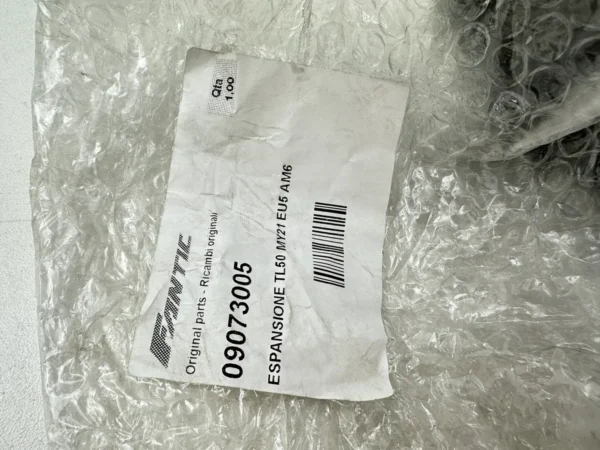 FANTIC
Original parts - Ricambi originali
Qta
1,00
09073005
ESPANSIONE TL50 MY21 EU5 AM6